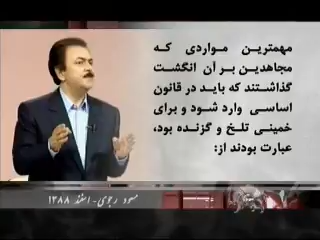 مهمترین مواردی که
مجاهدین بر آن انگشت
گذاشتند که باید در قانون
اساسی وارد شود و برای
خمینی تلخ و گزنده بود،
عبارت بودند از:
مسعود رجوی - اسفند ۱۳۸۸